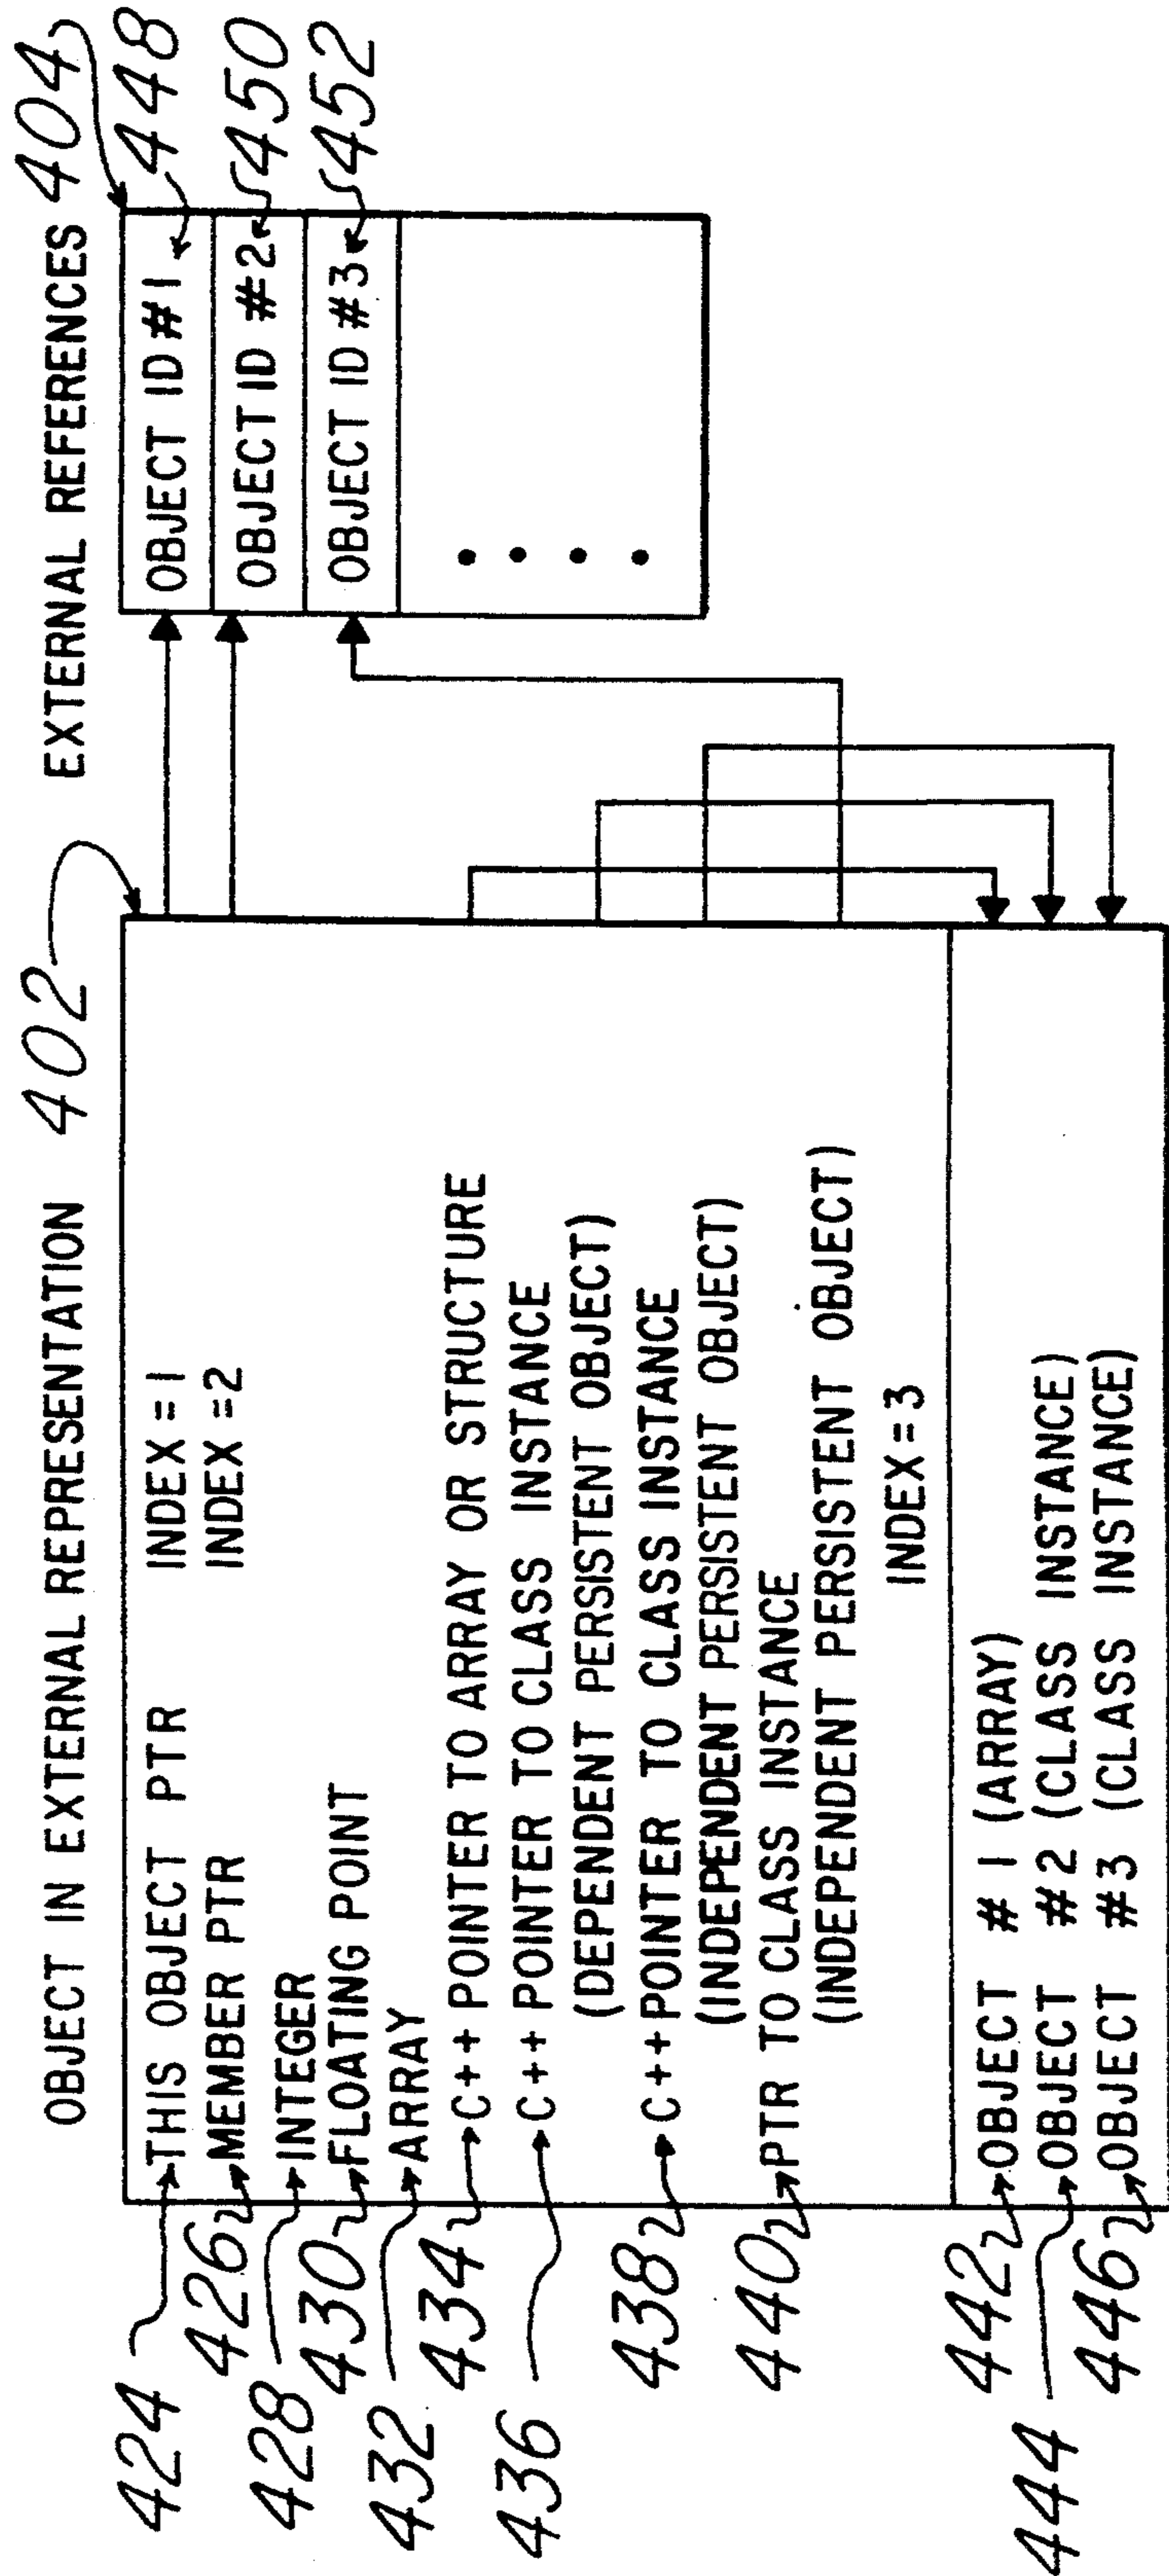 OBJECT IN EXTERNAL REPRESENTATION 402
EXTERNAL REFERENCES 404
424 THIS OBJECT PTR INDEX = 1
426 MEMBER PTR INDEX = 2
428 INTEGER
430 FLOATING POINT
432 ARRAY
434 C++ POINTER TO ARRAY OR STRUCTURE
436 C++ POINTER TO CLASS INSTANCE
(DEPENDENT PERSISTENT OBJECT)
438 C++ POINTER TO CLASS INSTANCE
(INDEPENDENT PERSISTENT OBJECT)
440 PTR TO CLASS INSTANCE
(INDEPENDENT PERSISTENT OBJECT)
INDEX = 3
442 OBJECT # 1 (ARRAY)
444 OBJECT #2 (CLASS INSTANCE)
446 OBJECT #3 (CLASS INSTANCE)
OBJECT ID #1 448
OBJECT ID #2 450
OBJECT ID #3 452